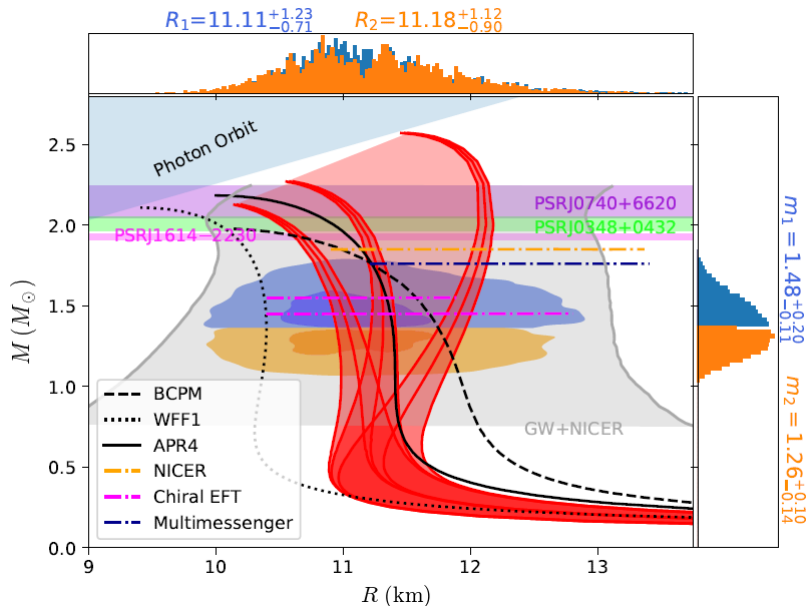 R₁=11.11⁺¹·²³₋₀.₇₁ R₂=11.18⁺¹·¹²₋₀.₉₀
Photon Orbit
PSRJ0740+6620
PSRJ0348+0432
PSRJ1614−2230
GW+NICER
BCPM
WFF1
APR4
NICER
Chiral EFT
Multimessenger
M (M⊙)
2.5
2.0
1.5
1.0
0.5
0.0
9 10 11 12 13
R (km)
m₁=1.48⁺⁰·²⁰₋₀.₁₁
m₂=1.26⁺⁰·¹⁰₋₀.₁₄